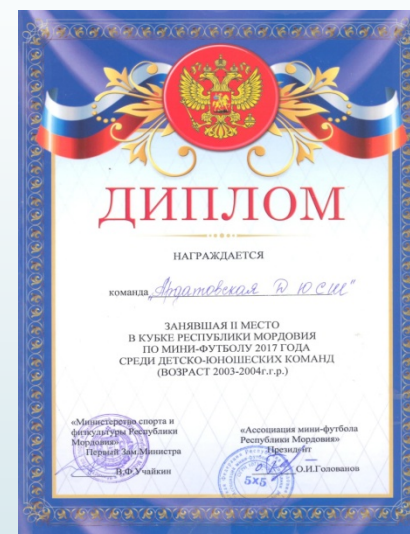 ДИПЛОМ
НАГРАЖДАЕТСЯ
команда „Ардатовская ДЮСШ"
ЗАНЯВШАЯ II МЕСТО
В КУБКЕ РЕСПУБЛИКИ МОРДОВИЯ
ПО МИНИ-ФУТБОЛУ 2017 ГОДА
СРЕДИ ДЕТСКО-ЮНОШЕСКИХ КОМАНД
(ВОЗРАСТ 2003-2004г.г.р.)
«Министерство спорта и
физкультуры Республики
Мордовия»
Первый Зам.Министра
В.Ф.Учайкин
«Ассоциация мини-футбола
Республики Мордовия»
Президент
О.И.Голованов
5x5